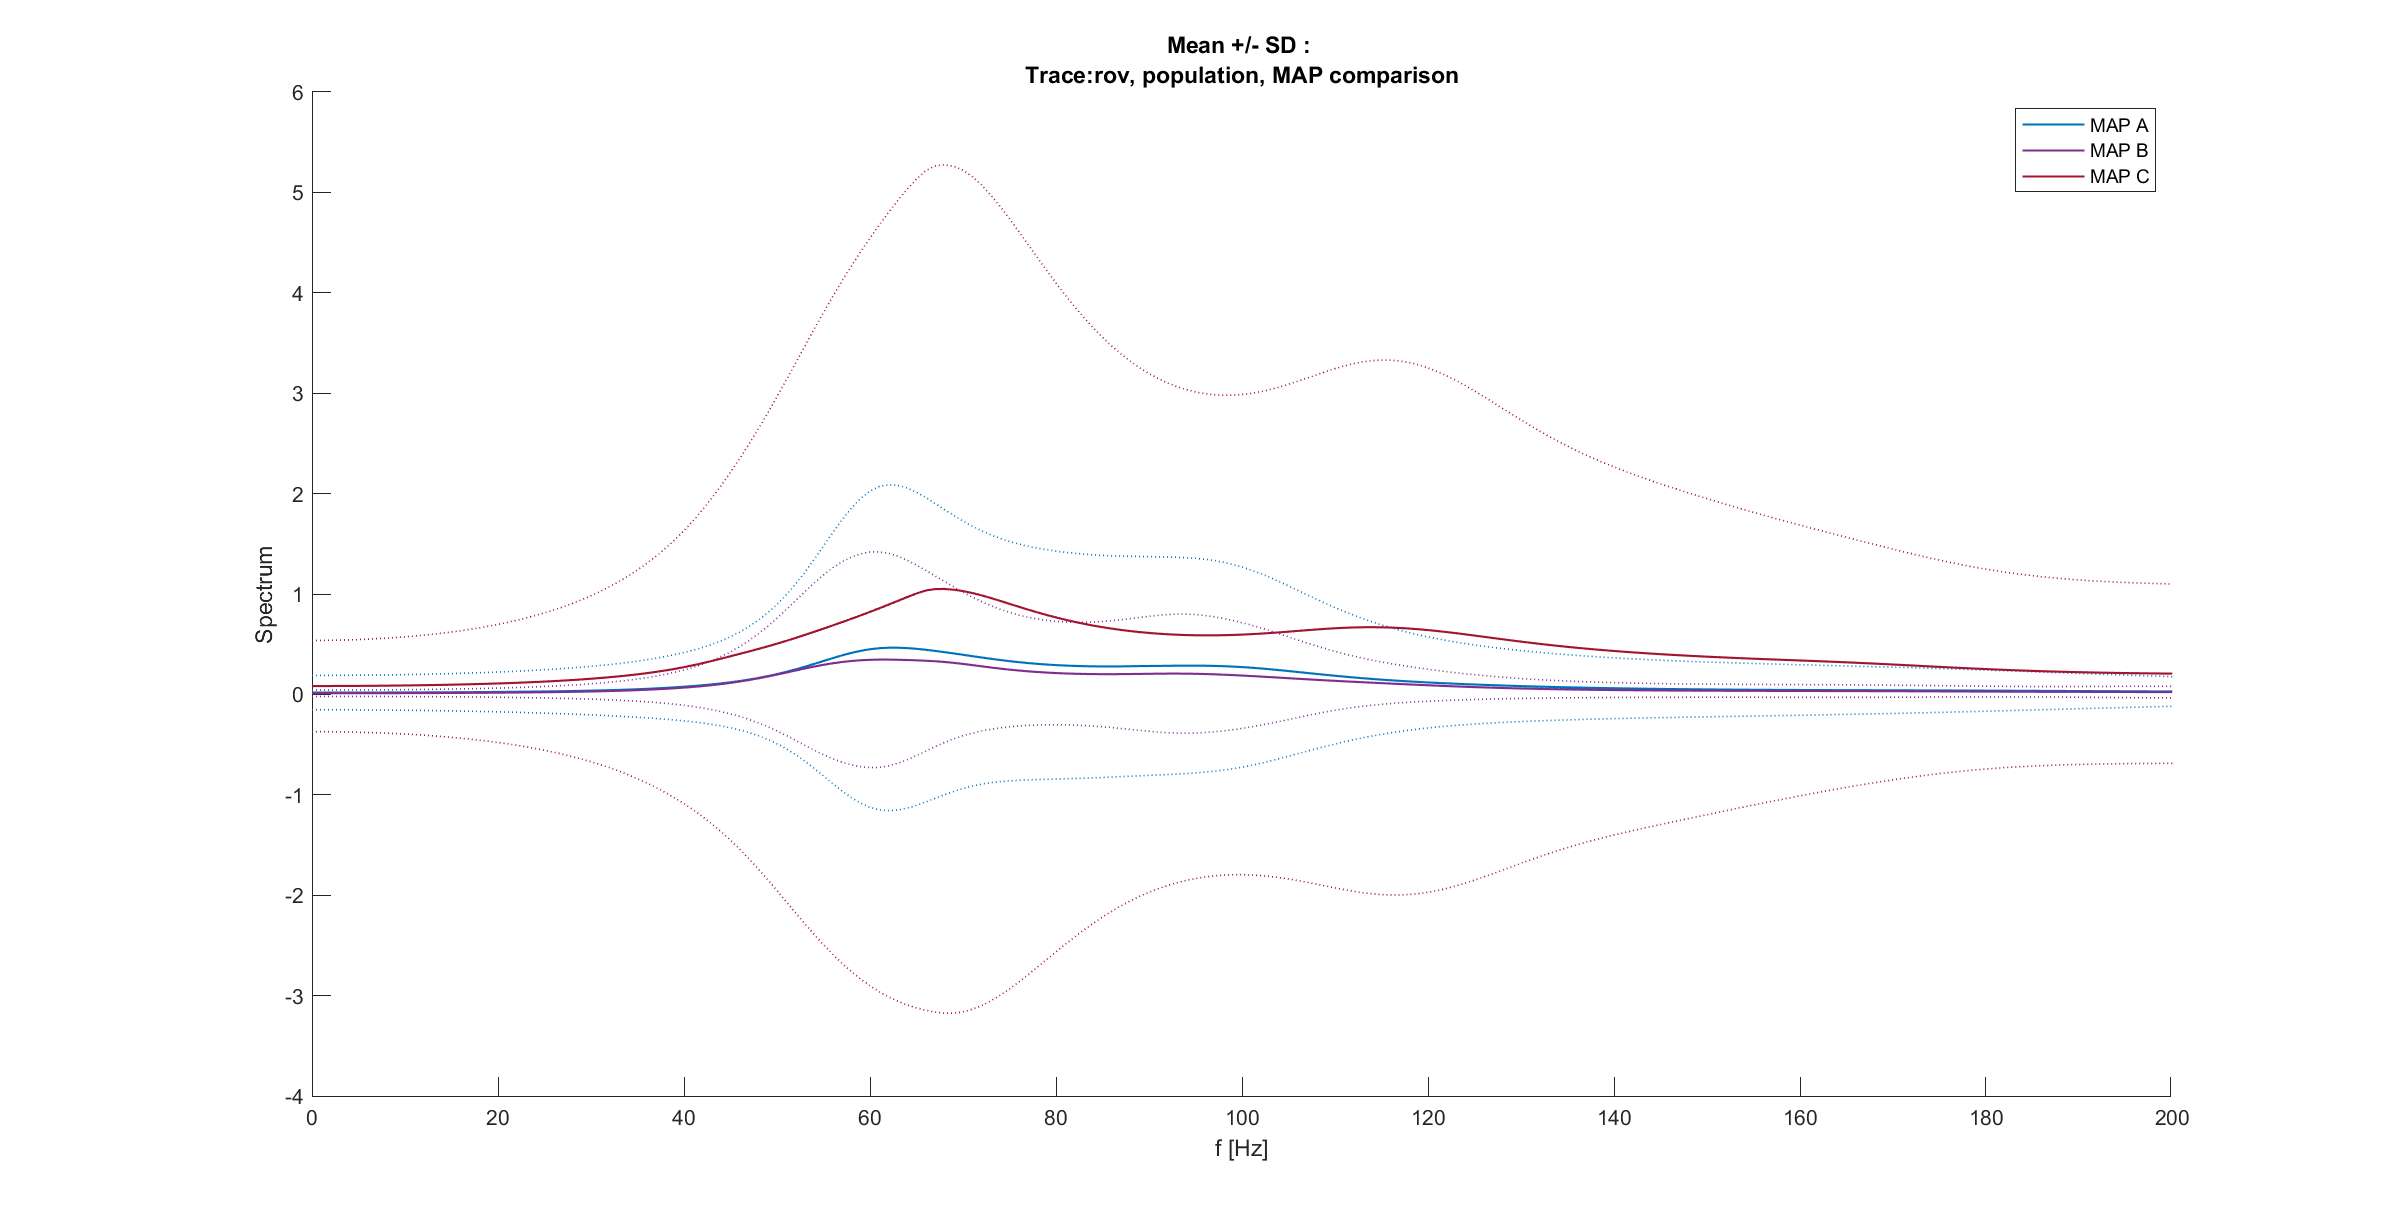 Mean +/- SD :
Trace:rov, population, MAP comparison
6
5
4
3
2
1
0
-1
-2
-3
-4
Spectrum
MAP A
MAP B
MAP C
0 20 40 60 80 100 120 140 160 180 200
f [Hz]